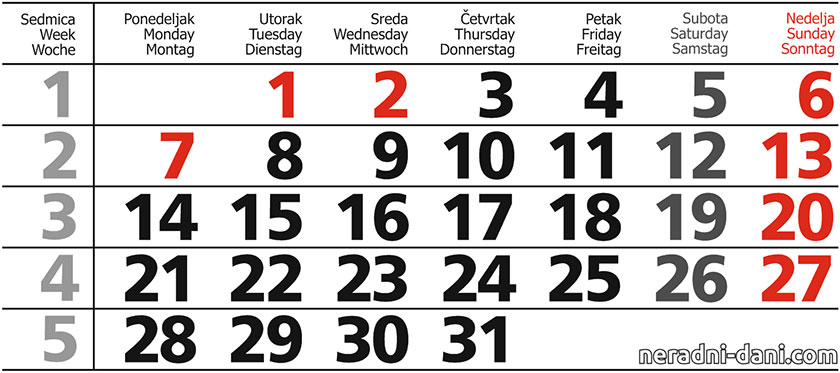 Sedmica Ponedeljak Utorak Sreda Četvrtak Petak Subota Nedelja
Week Monday Tuesday Wednesday Thursday Friday Saturday Sunday
Woche Montag Dienstag Mittwoch Donnerstag Freitag Samstag Sonntag
1 1 2 3 4 5 6
2 7 8 9 10 11 12 13
3 14 15 16 17 18 19 20
4 21 22 23 24 25 26 27
5 28 29 30 31
neradni-dani.com